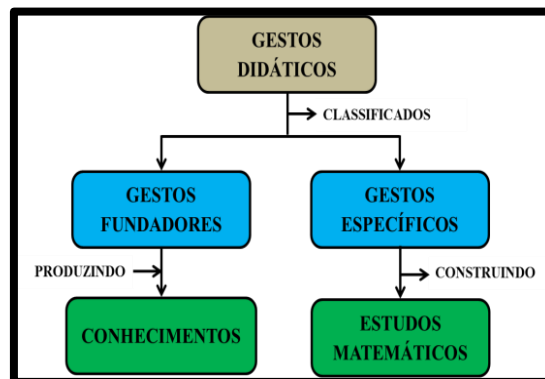 GESTOS
DIDÁTICOS
CLASSIFICADOS
GESTOS
FUNDADORES
GESTOS
ESPECÍFICOS
PRODUZINDO
CONSTRUINDO
CONHECIMENTOS
ESTUDOS
MATEMÁTICOS